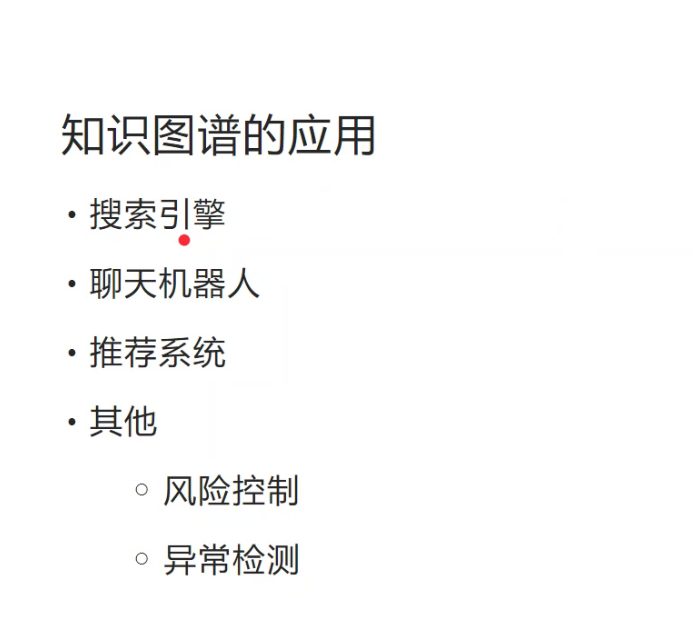 知识图谱的应用
• 搜索引擎
• 聊天机器人
• 推荐系统
• 其他
○ 风险控制
○ 异常检测